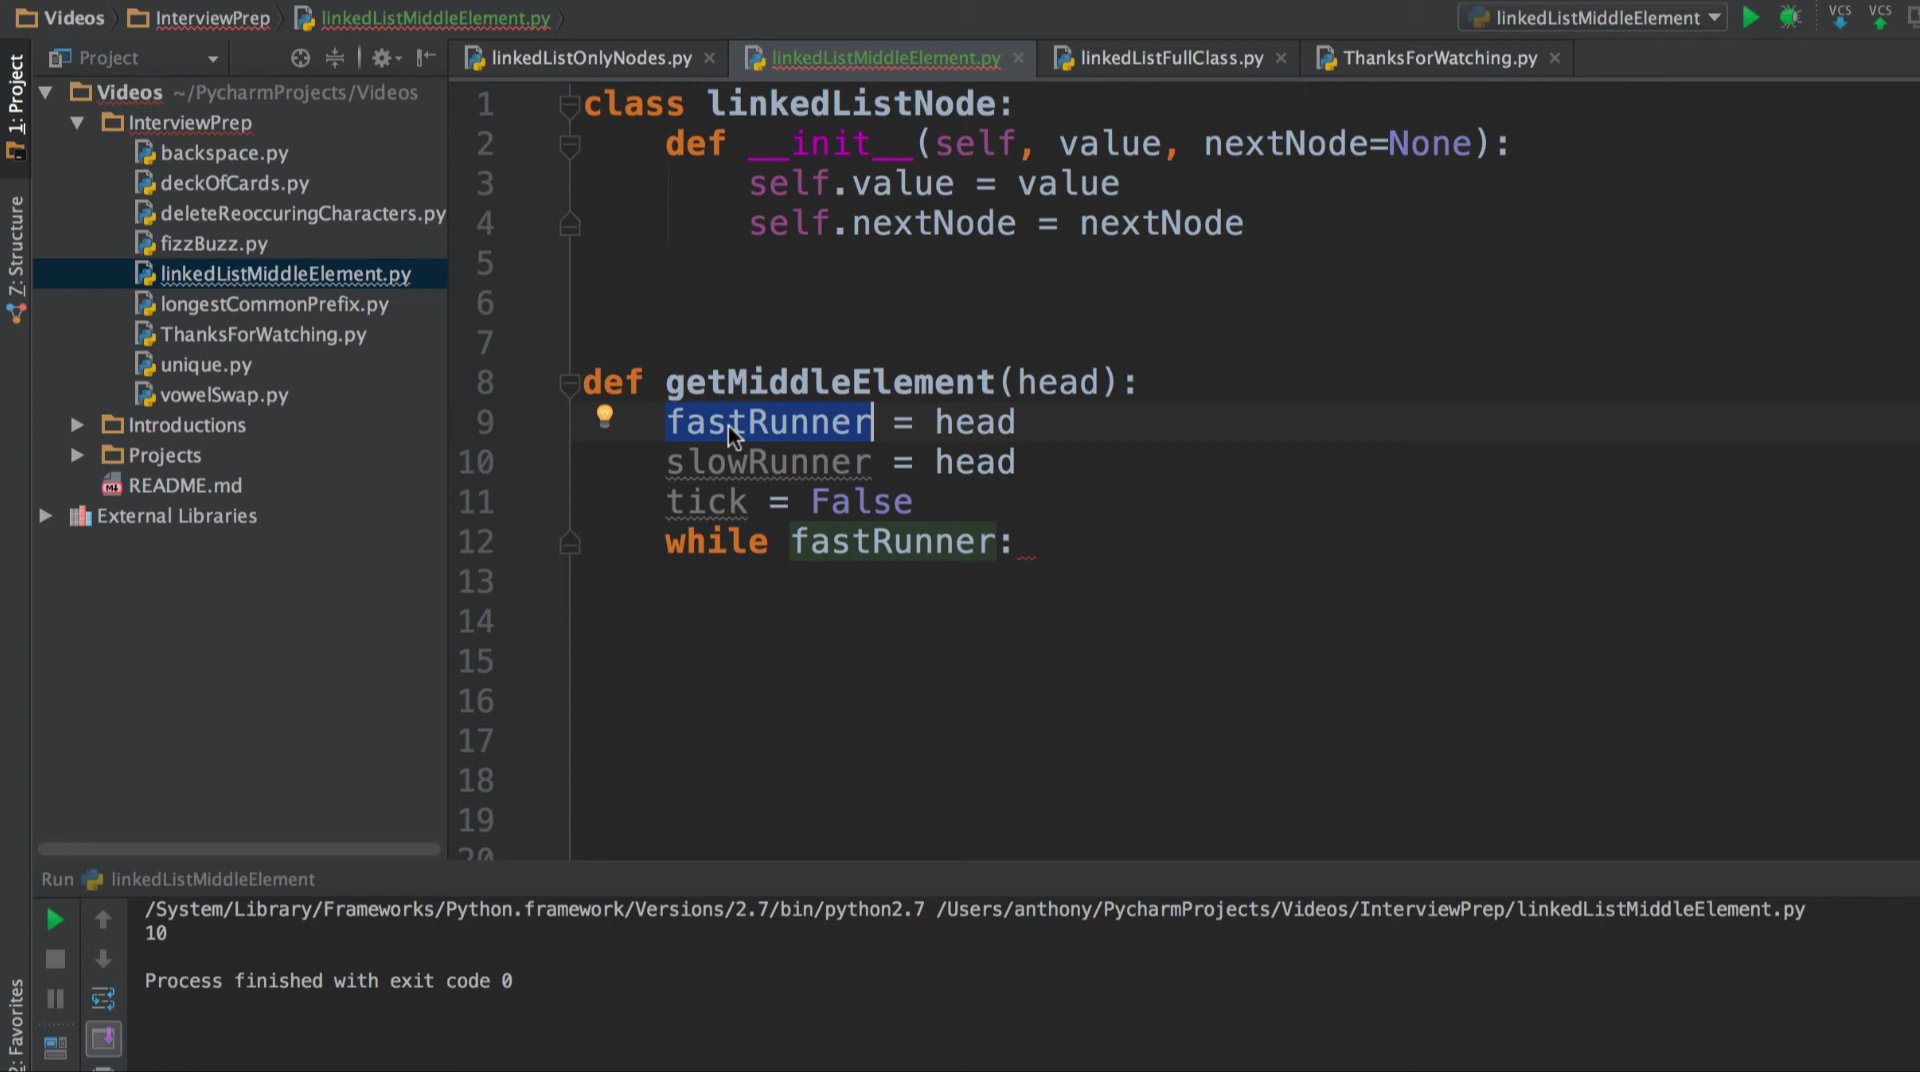 Videos InterviewPrep linkedListMiddleElement.py linkedListMiddleElement VCS VCS
1: Project
7: Structure
Favorites
Project
Videos ~/PycharmProjects/Videos
InterviewPrep
backspace.py
deckOfCards.py
deleteReoccuringCharacters.py
fizzBuzz.py
linkedListMiddleElement.py
longestCommonPrefix.py
ThanksForWatching.py
unique.py
vowelSwap.py
Introductions
Projects
README.md
External Libraries
linkedListOnlyNodes.py linkedListMiddleElement.py linkedListFullClass.py ThanksForWatching.py
1 class linkedListNode:
2 def __init__(self, value, nextNode=None):
3 self.value = value
4 self.nextNode = nextNode
5
6
7
8 def getMiddleElement(head):
9 fastRunner = head
10 slowRunner = head
11 tick = False
12 while fastRunner:
13
14
15
16
17
18
19
20
Run linkedListMiddleElement
/System/Library/Frameworks/Python.framework/Versions/2.7/bin/python2.7 /Users/anthony/PycharmProjects/Videos/InterviewPrep/linkedListMiddleElement.py
10
Process finished with exit code 0